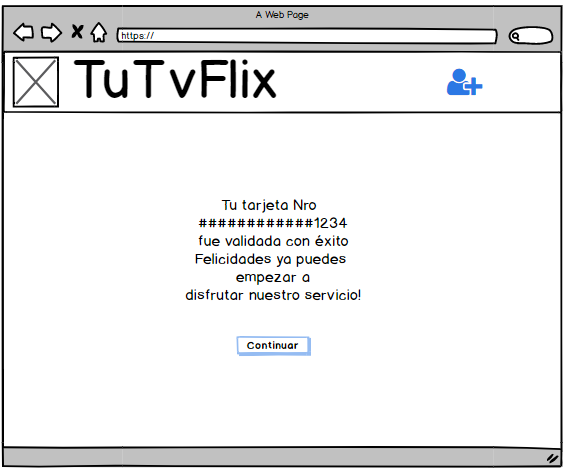 A Web Page
https://
TuTvFlix
Tu tarjeta Nro
############1234
fue validada con éxito
Felicidades ya puedes
empezar a
disfrutar nuestro servicio!
Continuar